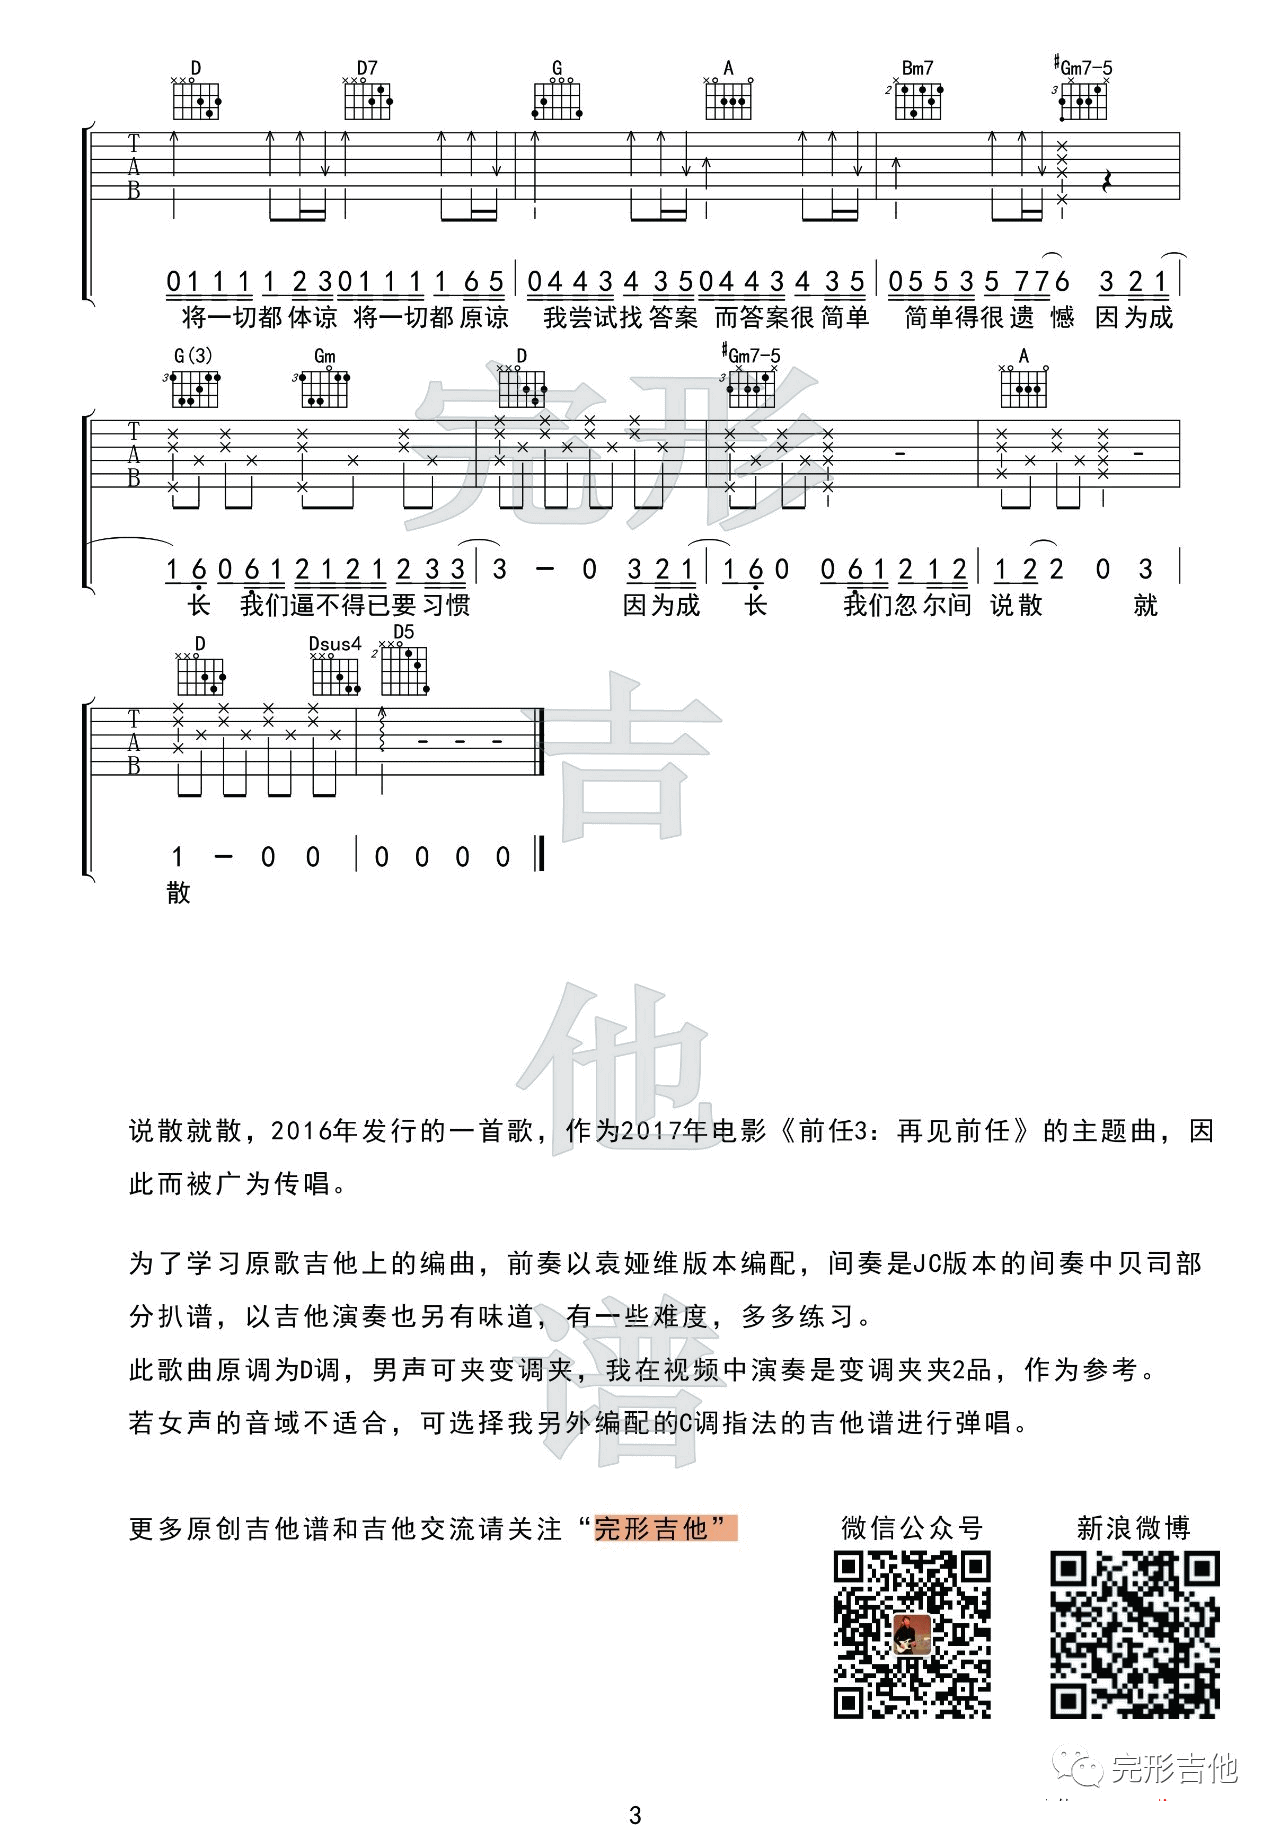 D D7 G A Bm7 #Gm7-5
T
A
B
0 1 1 1 1 2 3 0 1 1 1 1 6 5 0 4 4 3 4 3 5 0 4 4 3 4 3 5 0 5 5 3 5 7 7 6 3 2 1
将一切都 体谅 将一切都 原谅 我尝试找 答案 而答案很 简单 简单得很 遗 憾 因为成
G(3) Gm D #Gm7-5 A
T
A
B
1 6 0 6 1 2 1 2 1 2 3 3 3 - 0 3 2 1 1 6 0 0 6 1 2 1 2 1 2 2 0 3
长 我们逼不得已要 习惯 因为成 长 我们忽尔间 说散 就
D Dsus4 D5
T
A
B
1 - 0 0 0 0 0 0
散
说散就散，2016年发行的一首歌，作为2017年电影《前任3：再见前任》的主题曲，因
此而被广为传唱。
为了学习原歌吉他上的编曲，前奏以袁娅维版本编配，间奏是JC版本的间奏中贝司部
分扒谱，以吉他演奏也另有味道，有一些难度，多多练习。
此歌曲原调为D调，男声可夹变调夹，我在视频中演奏是变调夹夹2品，作为参考。
若女声的音域不适合，可选择我另外编配的C调指法的吉他谱进行弹唱。
更多原创吉他谱和吉他交流请关注“完形吉他”
微信公众号 新浪微博
完形吉他谱
完形吉他
3